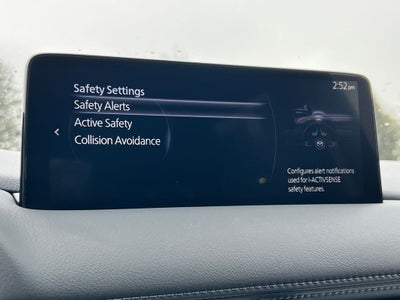 2:52pm
Safety Settings
Safety Alerts
Active Safety
Collision Avoidance
Configures alert notifications
used for i-ACTIVSENSE
safety features.